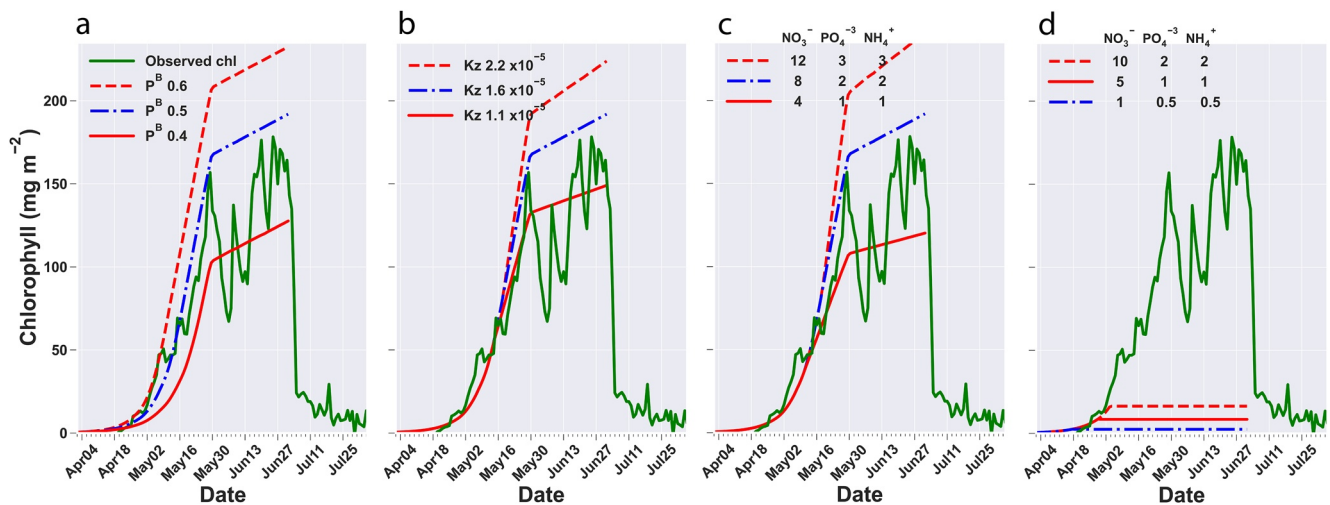 a
Observed chl
P^B 0.6
P^B 0.5
P^B 0.4
Chlorophyll (mg m⁻²)
200
150
100
50
0
Apr04 Apr18 May02 May16 May30 Jun13 Jun27 Jul11 Jul25
Date
b
Kz 2.2 x10⁻⁵
Kz 1.6 x10⁻⁵
Kz 1.1 x10⁻⁵
Apr04 Apr18 May02 May16 May30 Jun13 Jun27 Jul11 Jul25
Date
c
NO₃⁻ PO₄⁻³ NH₄⁺
12 3 3
8 2 2
4 1 1
Apr04 Apr18 May02 May16 May30 Jun13 Jun27 Jul11 Jul25
Date
d
NO₃⁻ PO₄⁻³ NH₄⁺
10 2 2
5 1 1
1 0.5 0.5
Apr04 Apr18 May02 May16 May30 Jun13 Jun27 Jul11 Jul25
Date